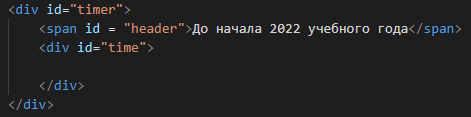 <div id="timer">
<span id = "header">До начала 2022 учебного года</span>
<div id="time">
</div>
</div>